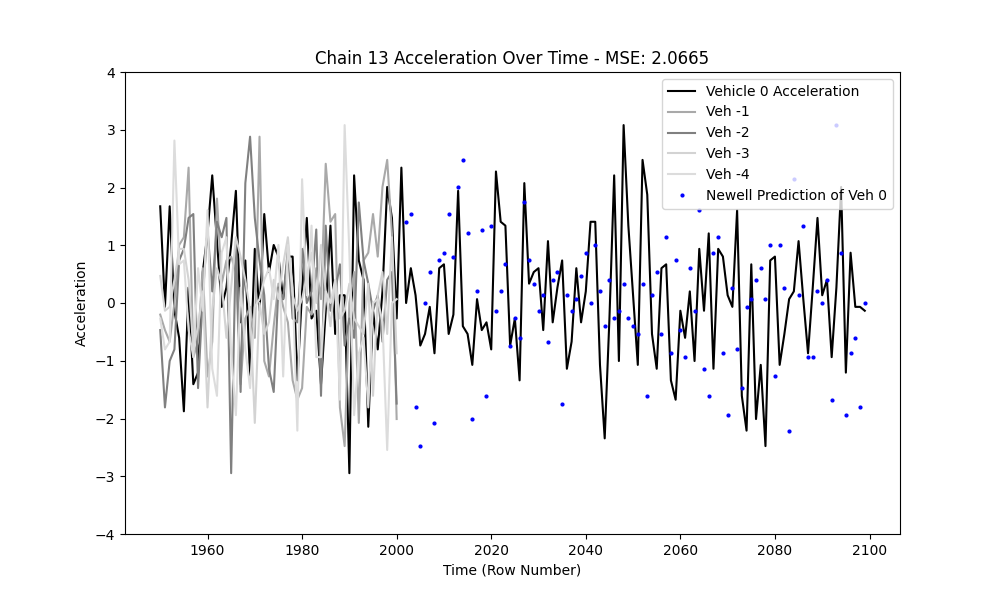 Chain 13 Acceleration Over Time - MSE: 2.0665
Vehicle 0 Acceleration
Veh -1
Veh -2
Veh -3
Veh -4
Newell Prediction of Veh 0
Acceleration
4
3
2
1
0
−1
−2
−3
−4
1960
1980
2000
2020
2040
2060
2080
2100
Time (Row Number)